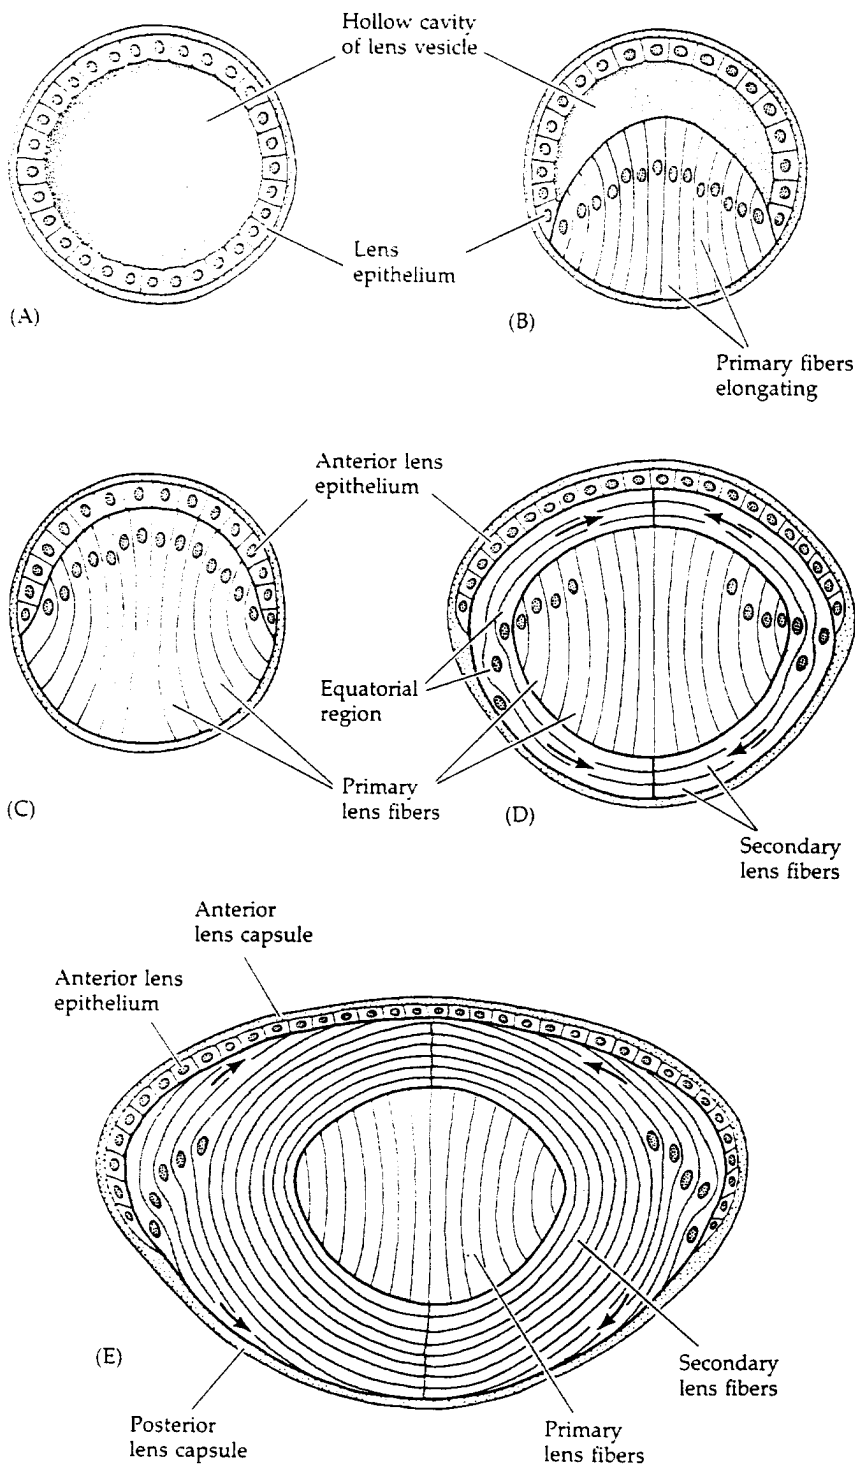 Hollow cavity
of lens vesicle
Lens
epithelium
(A)
(B)
Primary fibers
elongating
Anterior lens
epithelium
Equatorial
region
Primary
lens fibers
(C)
(D)
Secondary
lens fibers
Anterior
lens capsule
Anterior lens
epithelium
(E)
Secondary
lens fibers
Posterior
lens capsule
Primary
lens fibers